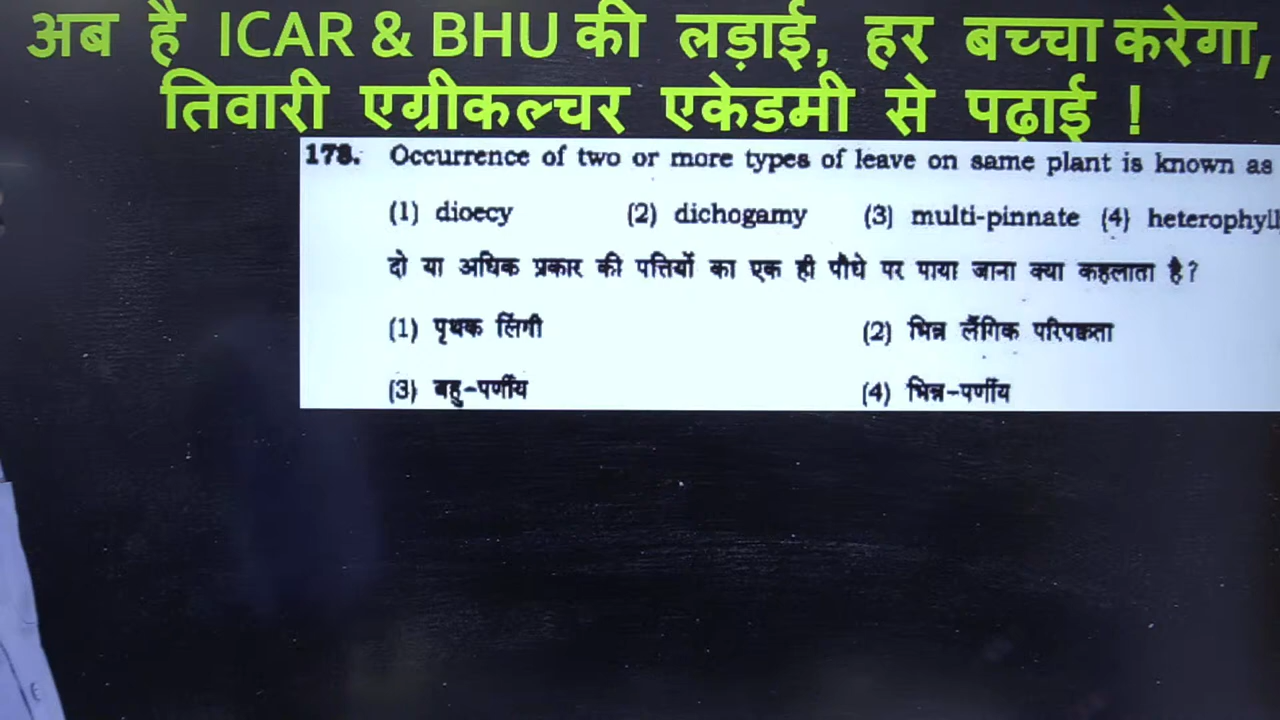 अब है ICAR & BHU की लड़ाई, हर बच्चा करेगा,
तिवारी एग्रीकल्चर एकेडमी से पढ़ाई !
178. Occurrence of two or more types of leave on same plant is known as
(1) dioecy (2) dichogamy (3) multi-pinnate (4) heterophyll
दो या अधिक प्रकार की पत्तियों का एक ही पौधे पर पाया जाना क्या कहलाता है?
(1) पृथक लिंगी (2) भिन्न लैंगिक परिपक्वता
(3) बहु-पर्णीय (4) भिन्न-पर्णीय